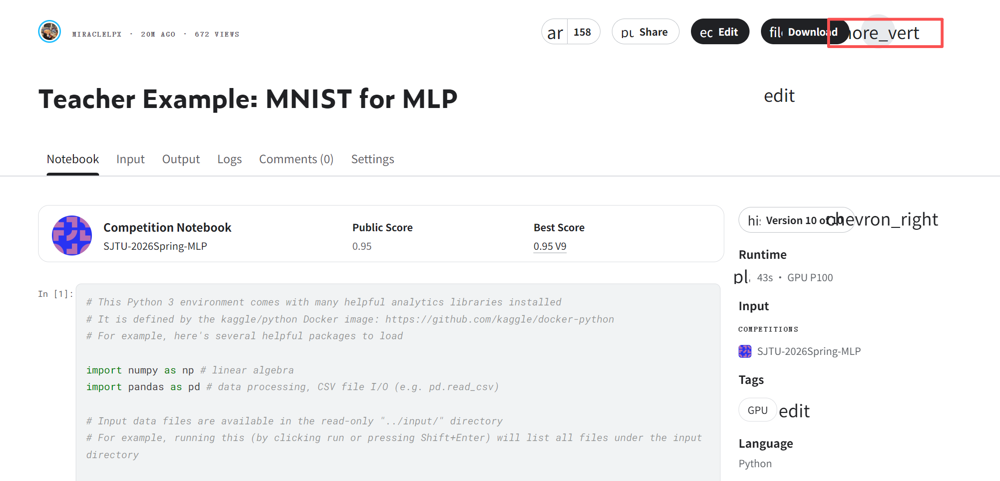 MIRACLELPX · 20M AGO · 672 VIEWS
ar 158
pu Share
ec Edit
file Download
more_vert
Teacher Example: MNIST for MLP
edit
Notebook Input Output Logs Comments (0) Settings
Competition Notebook
SJTU-2026Spring-MLP
Public Score
0.95
Best Score
0.95 V9
his Version 10 of 10
chevron_right
Runtime
pla 43s • GPU P100
Input
COMPETITIONS
SJTU-2026Spring-MLP
Tags
GPU edit
Language
Python
In [1]:
# This Python 3 environment comes with many helpful analytics libraries installed
# It is defined by the kaggle/python Docker image: https://github.com/kaggle/docker-python
# For example, here's several helpful packages to load
import numpy as np # linear algebra
import pandas as pd # data processing, CSV file I/O (e.g. pd.read_csv)
# Input data files are available in the read-only "../input/" directory
# For example, running this (by clicking run or pressing Shift+Enter) will list all files under the input
directory